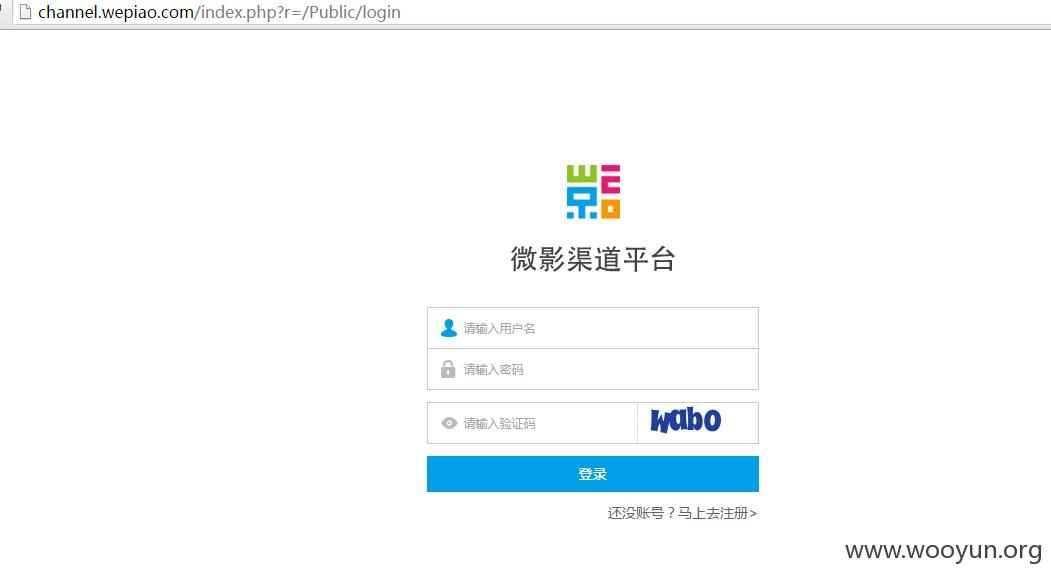 channel.wepiao.com/index.php?r=/Public/login
微影渠道平台
请输入用户名
请输入密码
请输入验证码
wabo
登录
还没账号？马上去注册>
www.wooyun.org